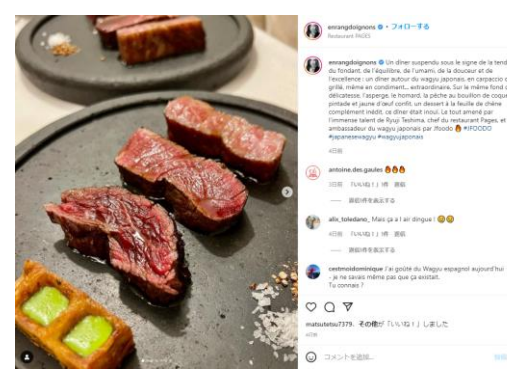 enrangdoignons • フォローする
Restaurant PAGES
enrangdoignons Un dîner suspendu sous le signe de la tend
du fondant, de l'équilibre, de l'umami, de la douceur et de
l'excellence : un dîner autour du wagyu japonais, en carpaccio o
grillé, même en condiment... extraordinaire. Sur le même fond d
délicatesse, l'asperge, le homard, la pêche au bouillon de coque
pintade et jaune d'œuf confit, un dessert à la feuille de chêne
complètement inédit, ce dîner était inouï. Le tout amené par
l'immense talent de Ryuji Teshima, chef du restaurant Pages, et
ambassadeur du wagyu japonais par Jfoodo 🔥 #JFOODO
#japanesewagyu #wagyujaponais
4日前
antoine.des.gaules 🔥🔥🔥
3日前 「いいね！」1件 返信
返信1件を表示する
alix_toledano_ Mais ça a l air dingue !
4日前 「いいね！」1件 返信
返信1件を表示する
cestmoidominique J'ai goûté du Wagyu espagnol aujourd'hui
- je ne savais même pas que ça existait.
Tu connais ?
matsutetsu7379、その他が「いいね！」しました
4日前
コメントを追加...